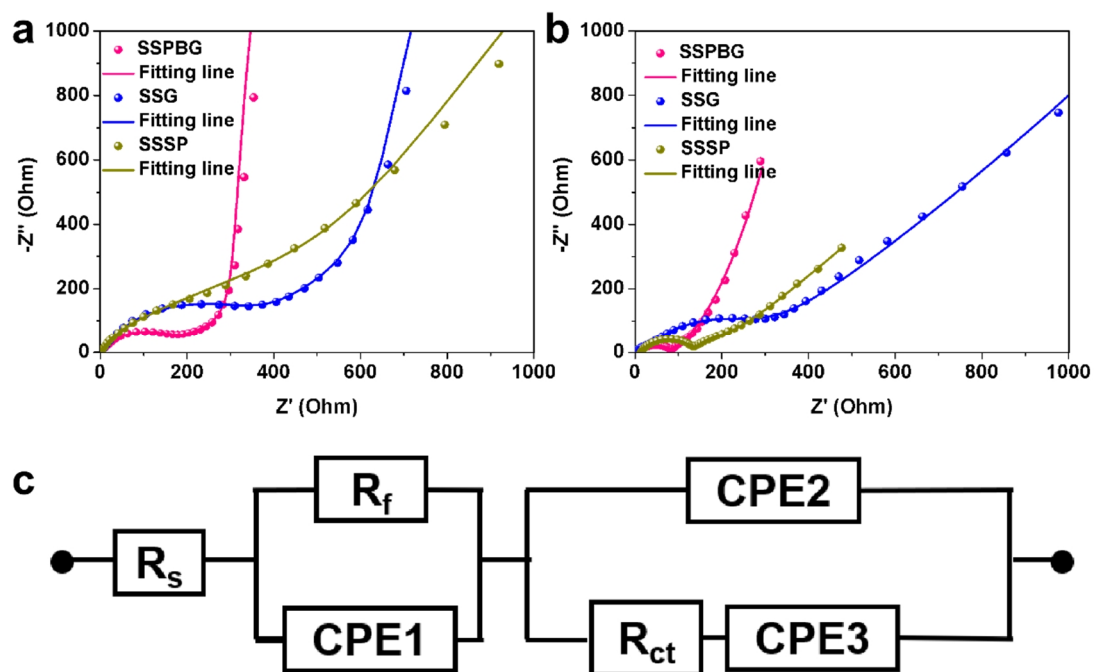 a
1000
800
600
400
200
0
0
200
400
600
800
1000
-Z" (Ohm)
Z' (Ohm)
SSPBG
Fitting line
SSG
Fitting line
SSSP
Fitting line
b
1000
800
600
400
200
0
0
200
400
600
800
1000
-Z" (Ohm)
Z' (Ohm)
SSPBG
Fitting line
SSG
Fitting line
SSSP
Fitting line
c
Rs
Rf
CPE1
CPE2
Rct
CPE3